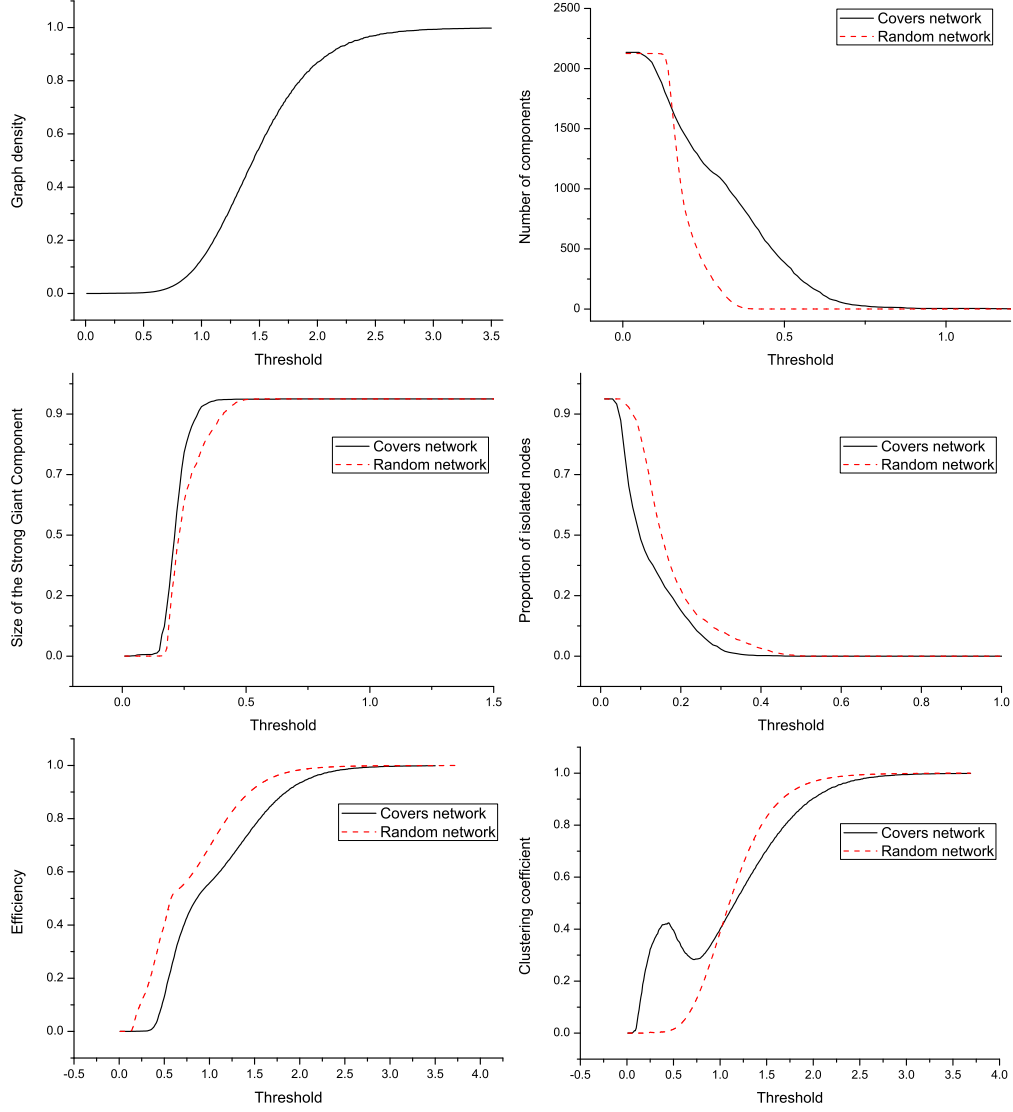 Graph density
1.0
0.8
0.6
0.4
0.2
0.0
0.0 0.5 1.0 1.5 2.0 2.5 3.0 3.5
Threshold
Number of components
2500
2000
1500
1000
500
0
0.0 0.5 1.0
Threshold
Covers network
Random network
Size of the Strong Giant Component
0.9
0.7
0.5
0.2
0.0
0.0 0.5 1.0 1.5
Threshold
Covers network
Random network
Proportion of isolated nodes
0.9
0.7
0.5
0.2
0.0
0.0 0.2 0.4 0.6 0.8 1.0
Threshold
Covers network
Random network
Efficiency
1.0
0.8
0.6
0.4
0.2
0.0
-0.5 0.0 0.5 1.0 1.5 2.0 2.5 3.0 3.5 4.0
Threshold
Covers network
Random network
Clustering coefficient
1.0
0.8
0.6
0.4
0.2
0.0
-0.5 0.0 0.5 1.0 1.5 2.0 2.5 3.0 3.5 4.0
Threshold
Covers network
Random network